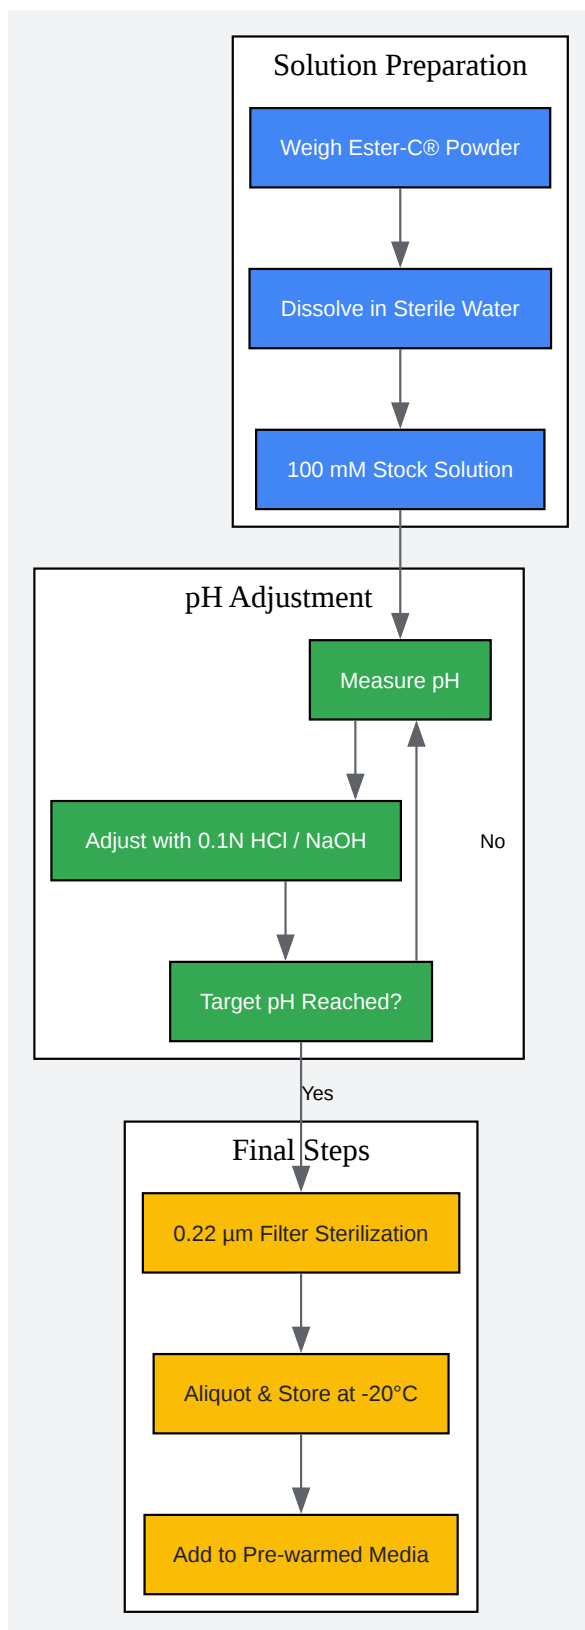 Solution Preparation
Weigh Ester-C® Powder
Dissolve in Sterile Water
100 mM Stock Solution
pH Adjustment
Measure pH
Adjust with 0.1N HCl / NaOH
No
Target pH Reached?
Yes
Final Steps
0.22 µm Filter Sterilization
Aliquot & Store at -20°C
Add to Pre-warmed Media